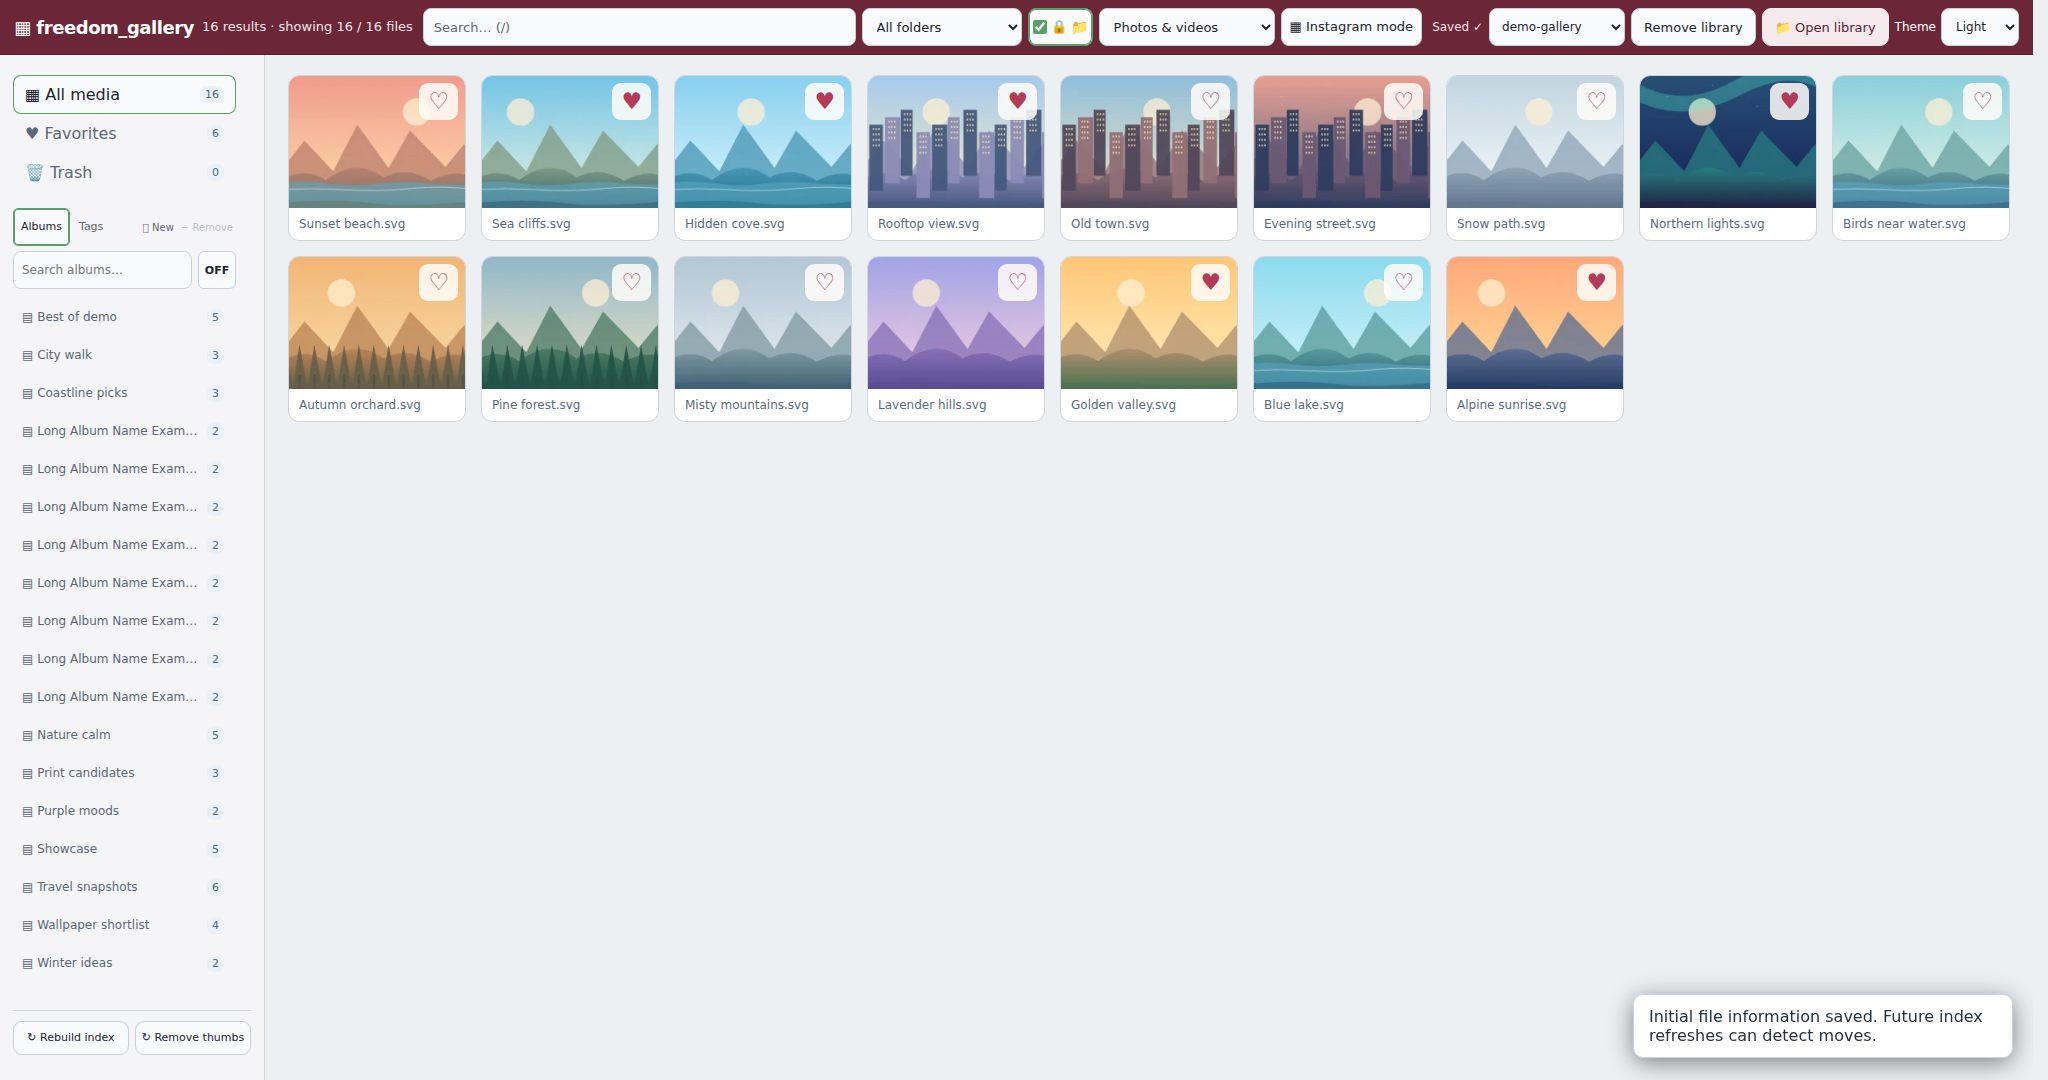 ▦ freedom_gallery 16 results · showing 16 / 16 files Search... (/) All folders Photos & videos ▦ Instagram mode Saved ✓ demo-gallery Remove library Open library Theme Light
▦ All media 16
♥ Favorites 6
Trash 0
Albums Tags New − Remove
Search albums... OFF
Best of demo 5
City walk 3
Coastline picks 3
Long Album Name Exam... 2
Long Album Name Exam... 2
Long Album Name Exam... 2
Long Album Name Exam... 2
Long Album Name Exam... 2
Long Album Name Exam... 2
Long Album Name Exam... 2
Long Album Name Exam... 2
Nature calm 5
Print candidates 3
Purple moods 2
Showcase 5
Travel snapshots 6
Wallpaper shortlist 4
Winter ideas 2
↻ Rebuild index ↻ Remove thumbs
Sunset beach.svg Sea cliffs.svg Hidden cove.svg Rooftop view.svg Old town.svg Evening street.svg Snow path.svg Northern lights.svg Birds near water.svg
Autumn orchard.svg Pine forest.svg Misty mountains.svg Lavender hills.svg Golden valley.svg Blue lake.svg Alpine sunrise.svg
Initial file information saved. Future index
refreshes can detect moves.